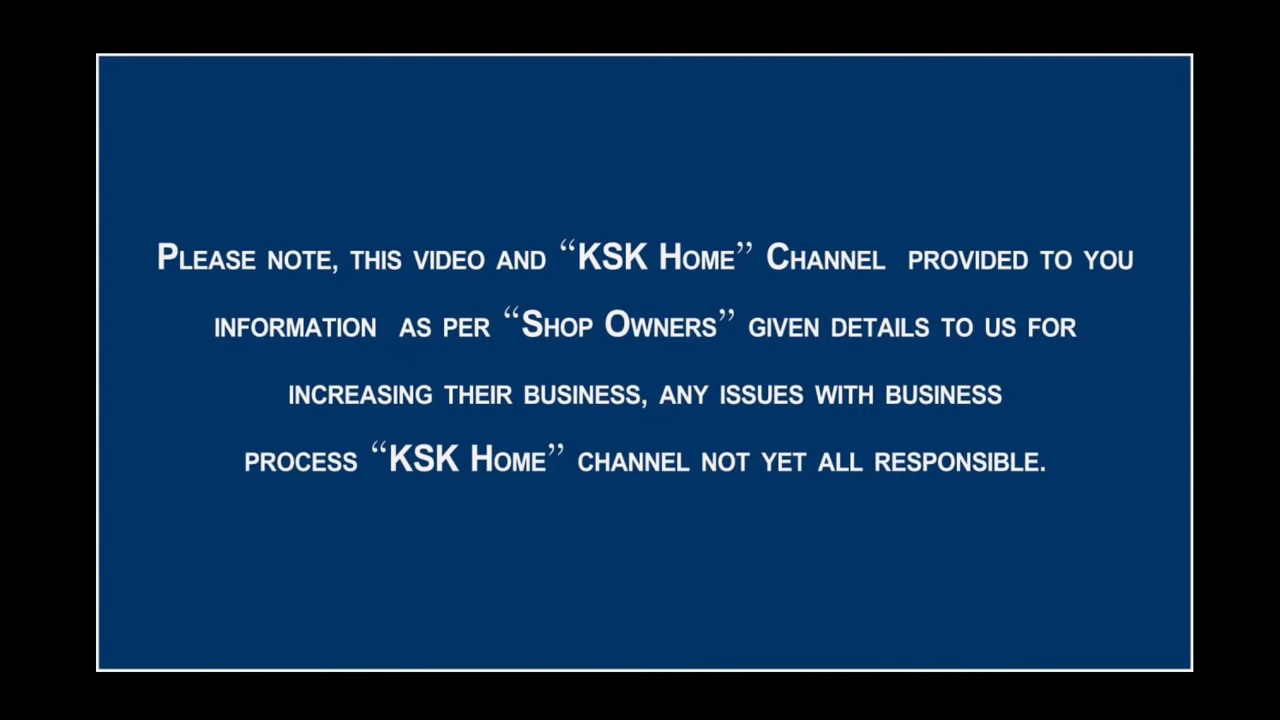 Please note, this video and “KSK Home” Channel provided to you
information as per “Shop Owners” given details to us for
increasing their business, any issues with business
process “KSK Home” channel not yet all responsible.